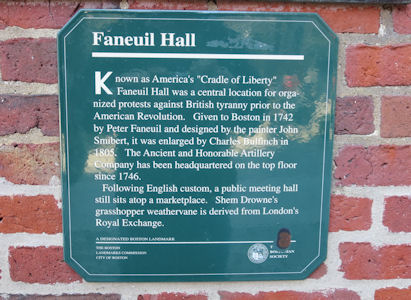 Faneuil Hall
Known as America's "Cradle of Liberty"
Faneuil Hall was a central location for orga-
nized protests against British tyranny prior to the
American Revolution. Given to Boston in 1742
by Peter Faneuil and designed by the painter John
Smibert, it was enlarged by Charles Bulfinch in
1805. The Ancient and Honorable Artillery
Company has been headquartered on the top floor
since 1746.
Following English custom, a public meeting hall
still sits atop a marketplace. Shem Drowne's
grasshopper weathervane is derived from London's
Royal Exchange.
A DESIGNATED BOSTON LANDMARK
THE BOSTON
LANDMARKS COMMISSION
CITY OF BOSTON
SOCIETY